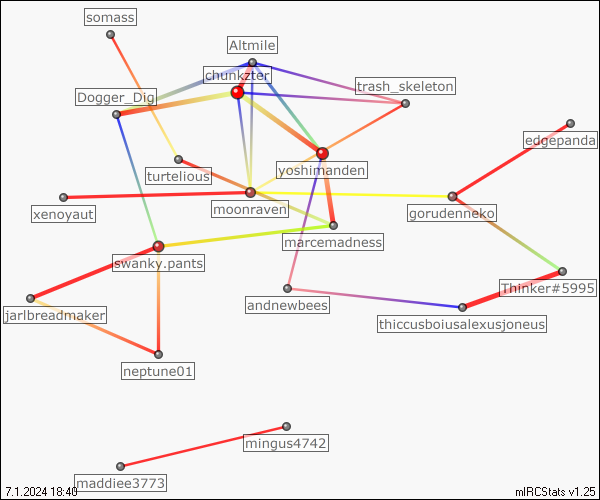 somass
Altmile
chunkzter
trash_skeleton
Dogger_Dig
edgepanda
yoshimanden
turtelious
moonraven
xenoyaut
gorudenneko
marcemadness
swanky.pants
Thinker#5995
andnewbees
jarlbreadmaker
thiccusboiusalexusjoneus
neptune01
mingus4742
maddiee3773
7.1.2024 18:40
mIRCStats v1.25